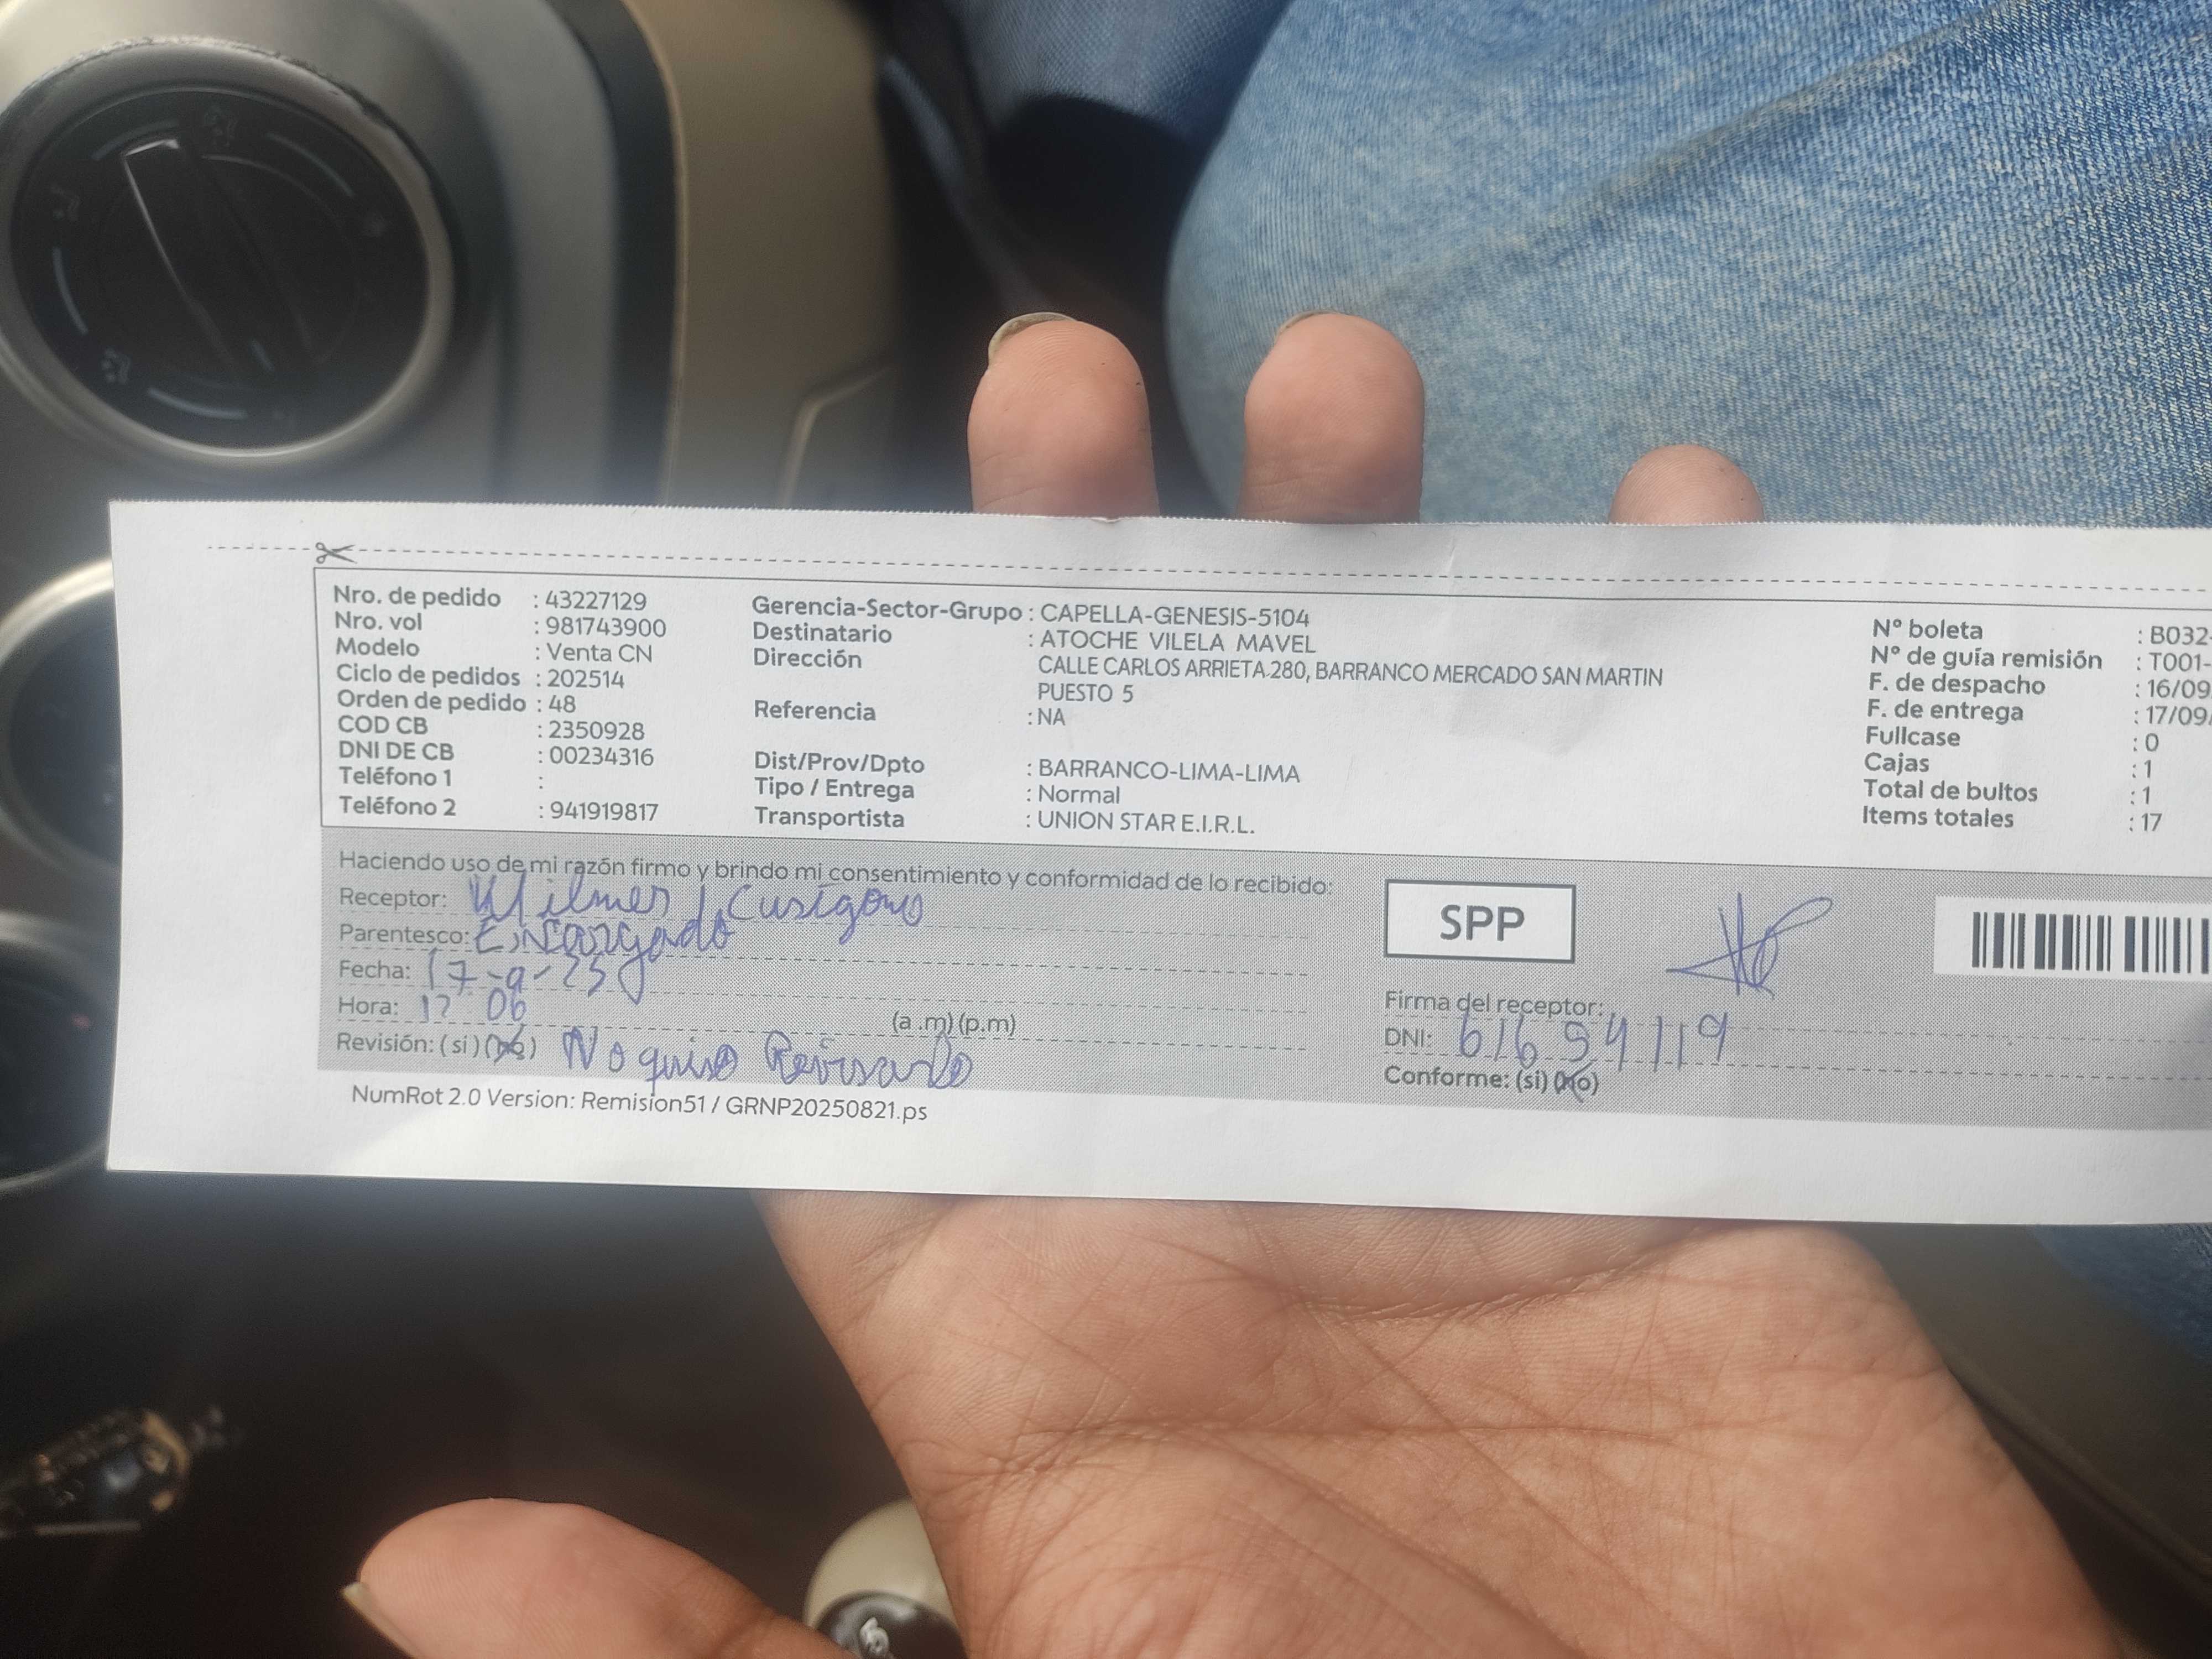 Nro. de pedido : 43227129
Nro. vol : 981743900
Modelo : Venta CN
Ciclo de pedidos : 202514
Orden de pedido : 48
COD CB : 2350928
DNI DE CB : 00234316
Teléfono 1 :
Teléfono 2 : 941919817
Gerencia-Sector-Grupo : CAPELLA-GENESIS-5104
Destinatario : ATOCHE VILELA MAVEL
Dirección CALLE CARLOS ARRIETA 280, BARRANCO MERCADO SAN MARTIN
PUESTO 5
Referencia : NA
Dist/Prov/Dpto : BARRANCO-LIMA-LIMA
Tipo / Entrega : Normal
Transportista : UNION STAR E.I.R.L.
N° boleta : B032-
N° de guía remisión : T001-
F. de despacho : 16/09
F. de entrega : 17/09
Fullcase : 0
Cajas : 1
Total de bultos : 1
Items totales : 17
Haciendo uso de mi razón firmo y brindo mi consentimiento y conformidad de lo recibido:
Receptor: Wilmer
Parentesco: Encargado
Fecha: 17-9-25
Hora: 12 06 (a .m) (p.m)
Revisión: (si) (no) No quiso Revisarlo
SPP
Firma del receptor:
DNI: 61654119
Conforme: (si) (no)
NumRot 2.0 Version: Remision51 / GRNP20250821.ps